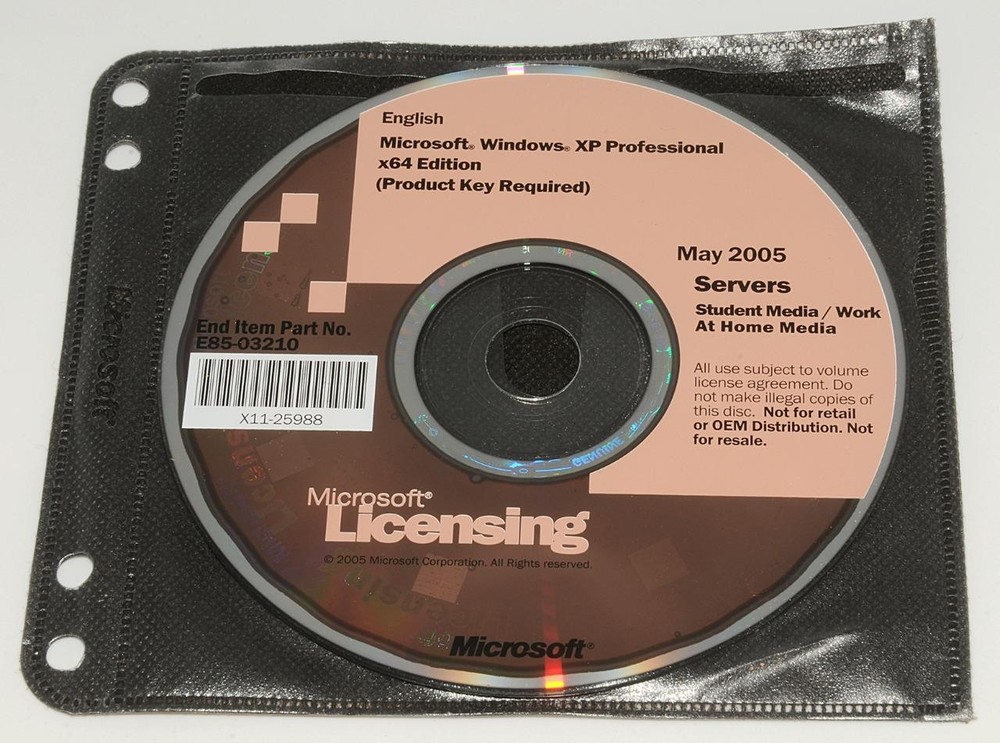 English
Microsoft® Windows® XP Professional
x64 Edition
(Product Key Required)
May 2005
Servers
Student Media / Work
At Home Media
End Item Part No.
E85-03210
X11-25988
All use subject to volume
license agreement. Do
not make illegal copies of
this disc. Not for retail
or OEM Distribution. Not
for resale.
Microsoft®
Licensing
© 2005 Microsoft Corporation. All Rights reserved.
Microsoft®
Microsoft
GENUINE